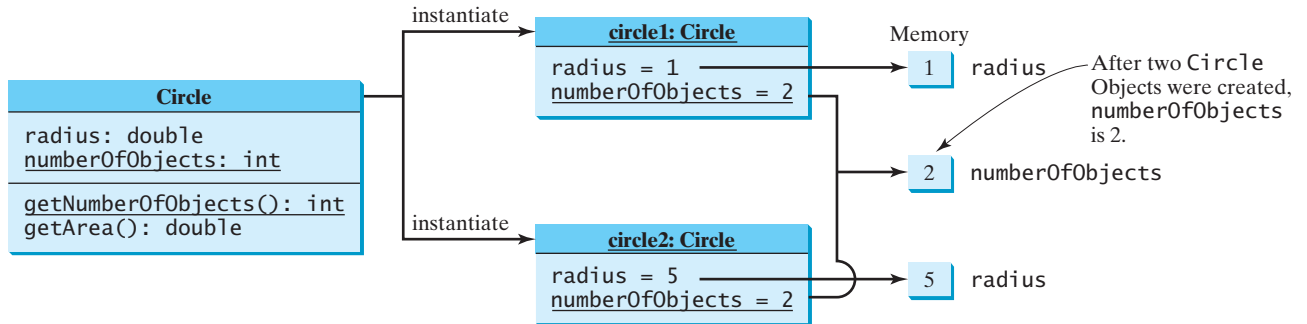 instantiate
circle1: Circle
Memory
radius = 1
numberOfObjects = 2
1 radius
After two Circle
Objects were created,
numberOfObjects
is 2.
Circle
radius: double
numberOfObjects: int
getNumberOfObjects(): int
getArea(): double
2 numberOfObjects
instantiate
circle2: Circle
radius = 5
numberOfObjects = 2
5 radius